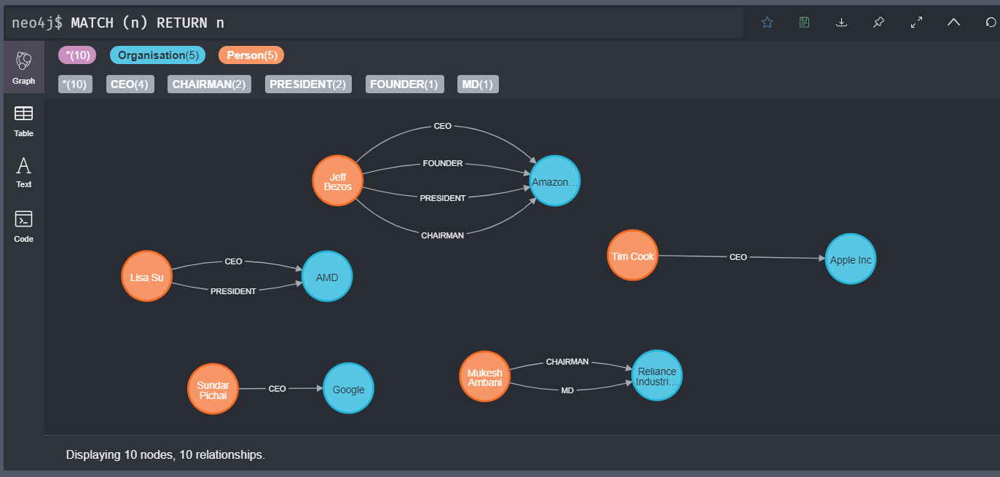 neo4j$ MATCH (n) RETURN n
*(10) Organisation(5) Person(5)
*(10) CEO(4) CHAIRMAN(2) PRESIDENT(2) FOUNDER(1) MD(1)
Graph
Table
Text
Code
CEO
FOUNDER
PRESIDENT
CHAIRMAN
Jeff
Bezos
Amazon...
Tim Cook
CEO
Apple Inc
Lisa Su
CEO
PRESIDENT
AMD
Sundar
Pichai
CEO
Google
Mukesh
Ambani
CHAIRMAN
MD
Reliance
Industri...
Displaying 10 nodes, 10 relationships.